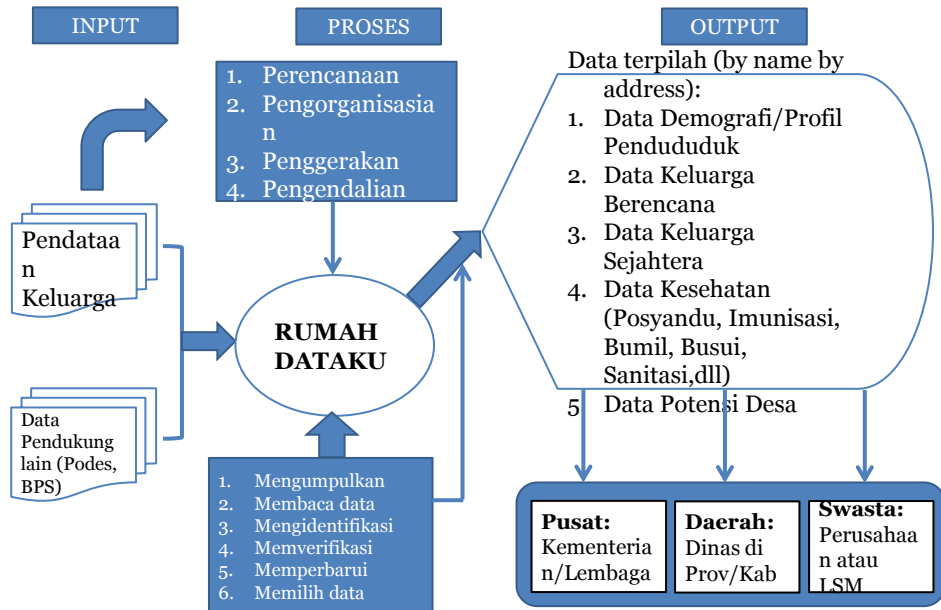 INPUT
PROSES
OUTPUT
1. Perencanaan
2. Pengorganisasia
n
3. Penggerakan
4. Pengendalian
Pendataa
n
Keluarga
Data
Pendukung
lain (Podes,
BPS)
RUMAH
DATAKU
1. Mengumpulkan
2. Membaca data
3. Mengidentifikasi
4. Memverifikasi
5. Memperbarui
6. Memilih data
Data terpilah (by name by
address):
1. Data Demografi/Profil
Pendududuk
2. Data Keluarga
Berencana
3. Data Keluarga
Sejahtera
4. Data Kesehatan
(Posyandu, Imunisasi,
Bumil, Busui,
Sanitasi,dll)
5. Data Potensi Desa
Pusat:
Kementeria
n/Lembaga
Daerah:
Dinas di
Prov/Kab
Swasta:
Perusahaa
n atau
LSM